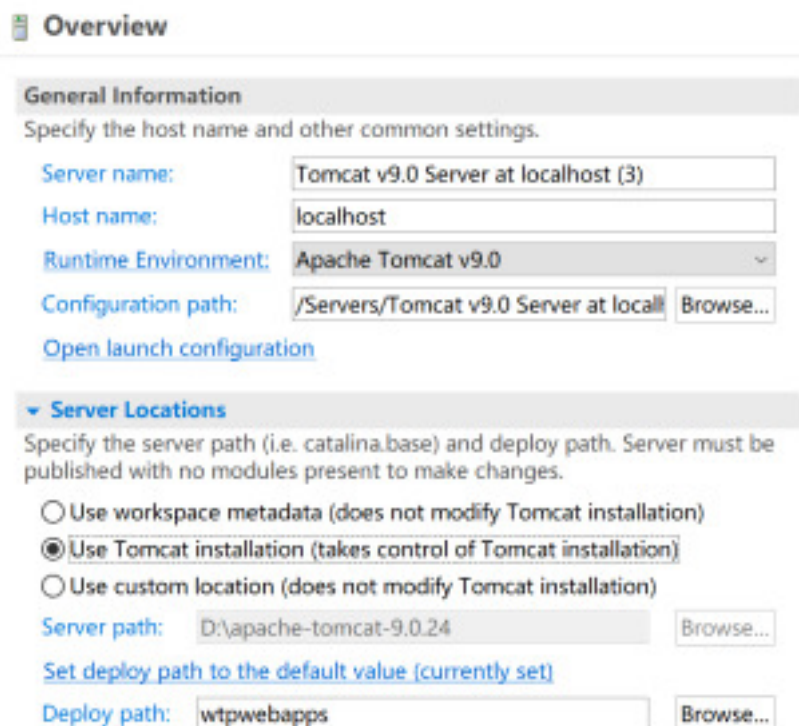 Overview
General Information
Specify the host name and other common settings.
Server name: Tomcat v9.0 Server at localhost (3)
Host name: localhost
Runtime Environment: Apache Tomcat v9.0
Configuration path: /Servers/Tomcat v9.0 Server at local Browse...
Open launch configuration
Server Locations
Specify the server path (i.e. catalina.base) and deploy path. Server must be
published with no modules present to make changes.
Use workspace metadata (does not modify Tomcat installation)
Use Tomcat installation (takes control of Tomcat installation)
Use custom location (does not modify Tomcat installation)
Server path: D:\apache-tomcat-9.0.24 Browse...
Set deploy path to the default value (currently set)
Deploy path: wtpwebapps Browse...